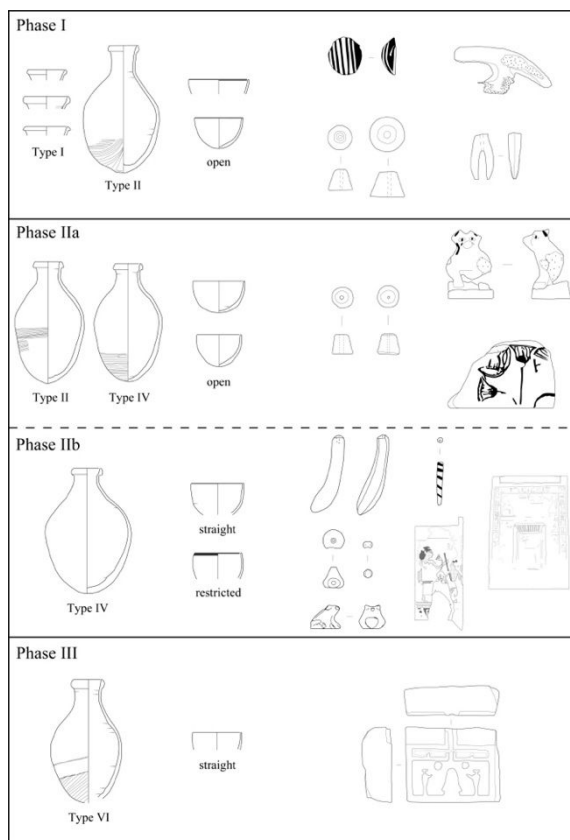 Phase I
Type I
Type II
open
Phase IIa
Type II
Type IV
open
Phase IIb
Type IV
straight
restricted
Phase III
Type VI
straight